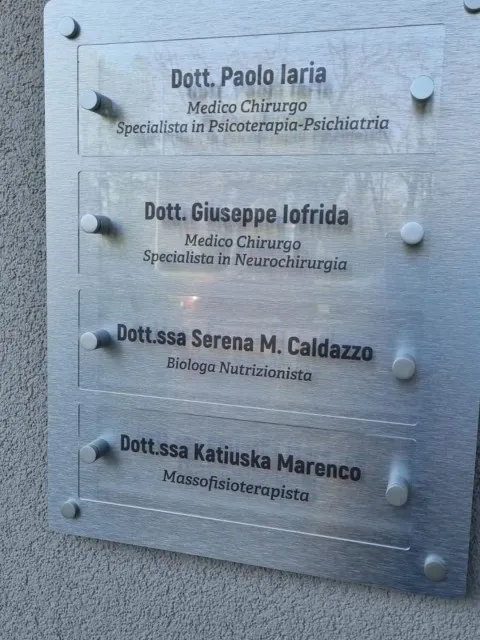 Dott. Paolo Iaria
Medico Chirurgo
Specialista in Psicoterapia-Psichiatria
Dott. Giuseppe Iofrida
Medico Chirurgo
Specialista in Neurochirurgia
Dott.ssa Serena M. Caldazzo
Biologa Nutrizionista
Dott.ssa Katiuska Marenco
Massofisioterapista